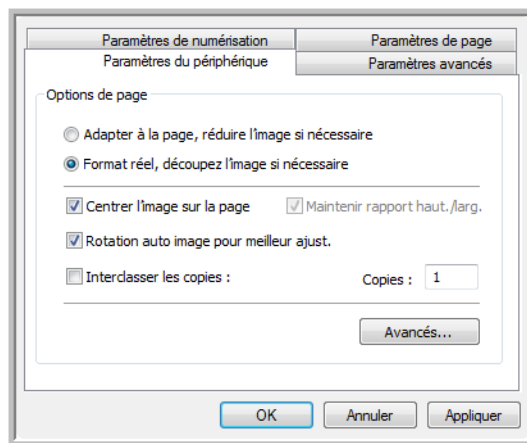 Paramètres de numérisation Paramètres de page
Paramètres du périphérique Paramètres avancés
Options de page
Adapter à la page, réduire l'image si nécessaire
Format réel, découpez l'image si nécessaire
Centrer l'image sur la page Maintenir rapport haut./larg.
Rotation auto image pour meilleur ajust.
Interclasser les copies : Copies : 1
Avancés...
OK Annuler Appliquer